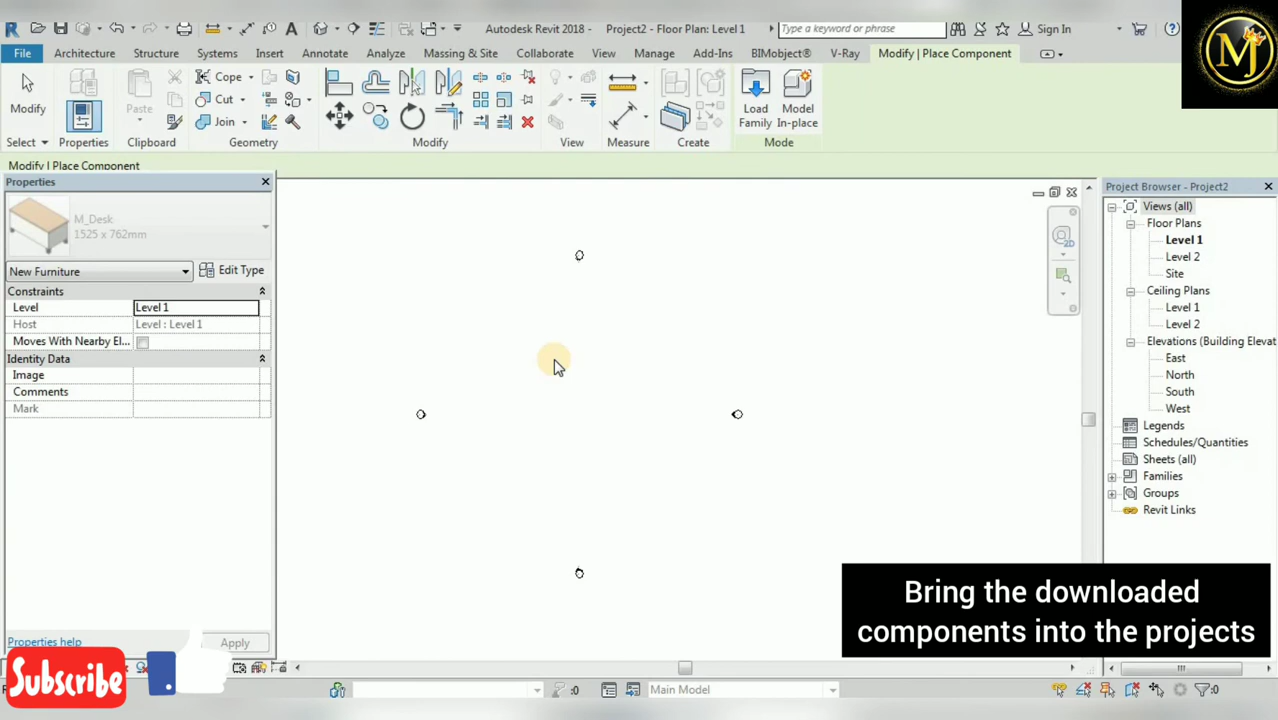 Autodesk Revit 2018 - Project2 - Floor Plan: Level 1
Type a keyword or phrase
Sign In
MJ
File
Architecture
Structure
Systems
Insert
Annotate
Analyze
Massing & Site
Collaborate
View
Manage
Add-Ins
BIMobject®
V-Ray
Modify | Place Component
Modify
Paste
Cope
Cut
Join
Load
Family
Model
In-place
Select
Properties
Clipboard
Geometry
Modify
View
Measure
Create
Mode
Modify | Place Component
Properties
M_Desk
1525 x 762mm
New Furniture
Edit Type
Constraints
Level
Level 1
Host
Level : Level 1
Moves With Nearby El...
Identity Data
Image
Comments
Mark
Properties help
Apply
2D
Project Browser - Project2
Views (all)
Floor Plans
Level 1
Level 2
Site
Ceiling Plans
Level 1
Level 2
Elevations (Building Elevat
East
North
South
West
Legends
Schedules/Quantities
Sheets (all)
Families
Groups
Revit Links
Bring the downloaded
components into the projects
Subscribe
:0
Main Model
:0